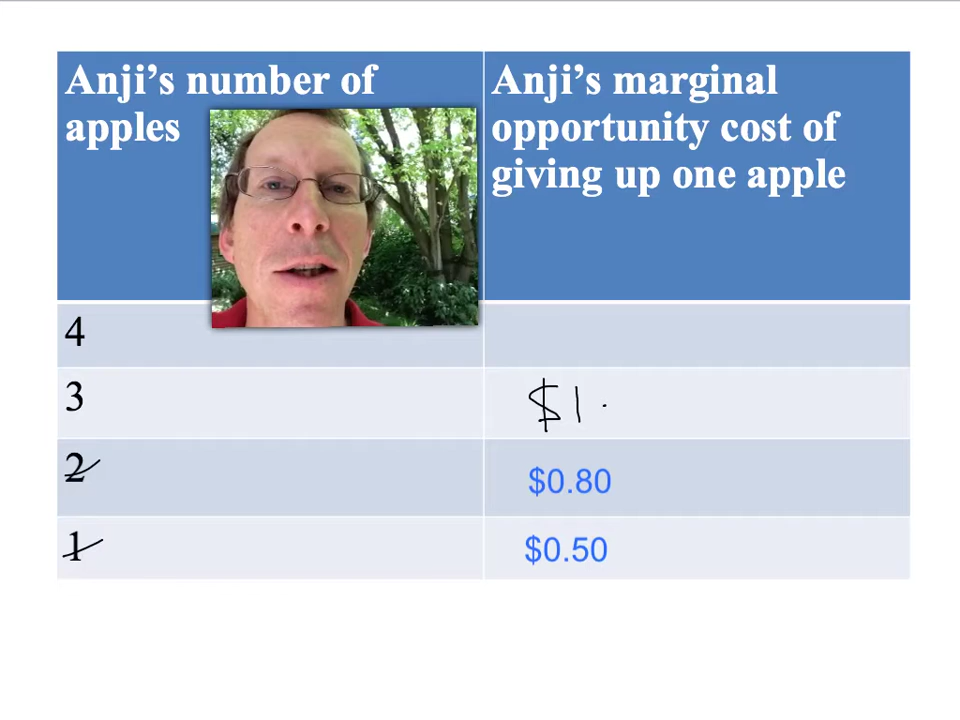 Anji's number of
apples
Anji's marginal
opportunity cost of
giving up one apple
4
3
$1.
2
$0.80
1
$0.50